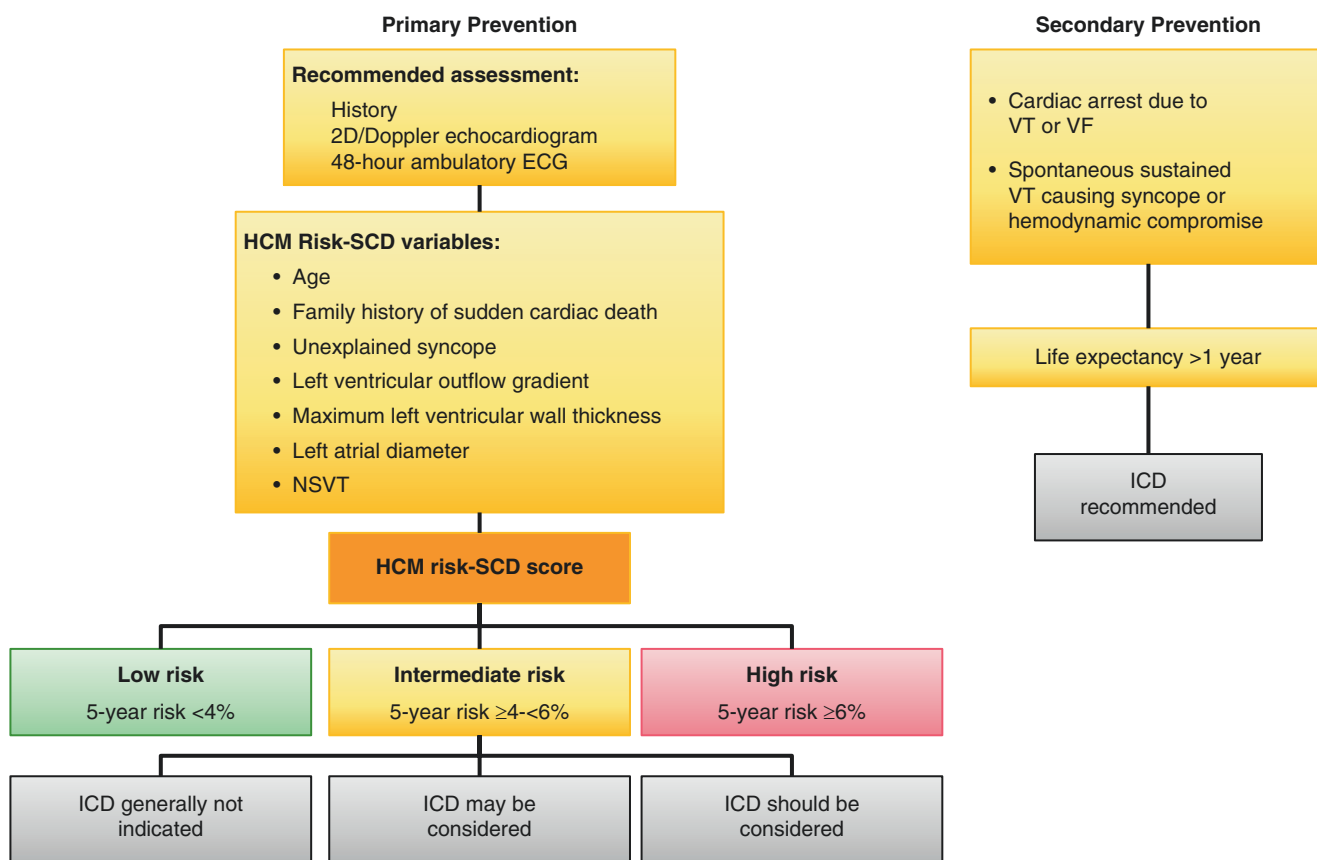 Primary Prevention
Recommended assessment:
History
2D/Doppler echocardiogram
48-hour ambulatory ECG
HCM Risk-SCD variables:
• Age
• Family history of sudden cardiac death
• Unexplained syncope
• Left ventricular outflow gradient
• Maximum left ventricular wall thickness
• Left atrial diameter
• NSVT
HCM risk-SCD score
Low risk
5-year risk <4%
Intermediate risk
5-year risk ≥4-<6%
High risk
5-year risk ≥6%
ICD generally not
indicated
ICD may be
considered
ICD should be
considered
Secondary Prevention
• Cardiac arrest due to
VT or VF
• Spontaneous sustained
VT causing syncope or
hemodynamic compromise
Life expectancy >1 year
ICD
recommended